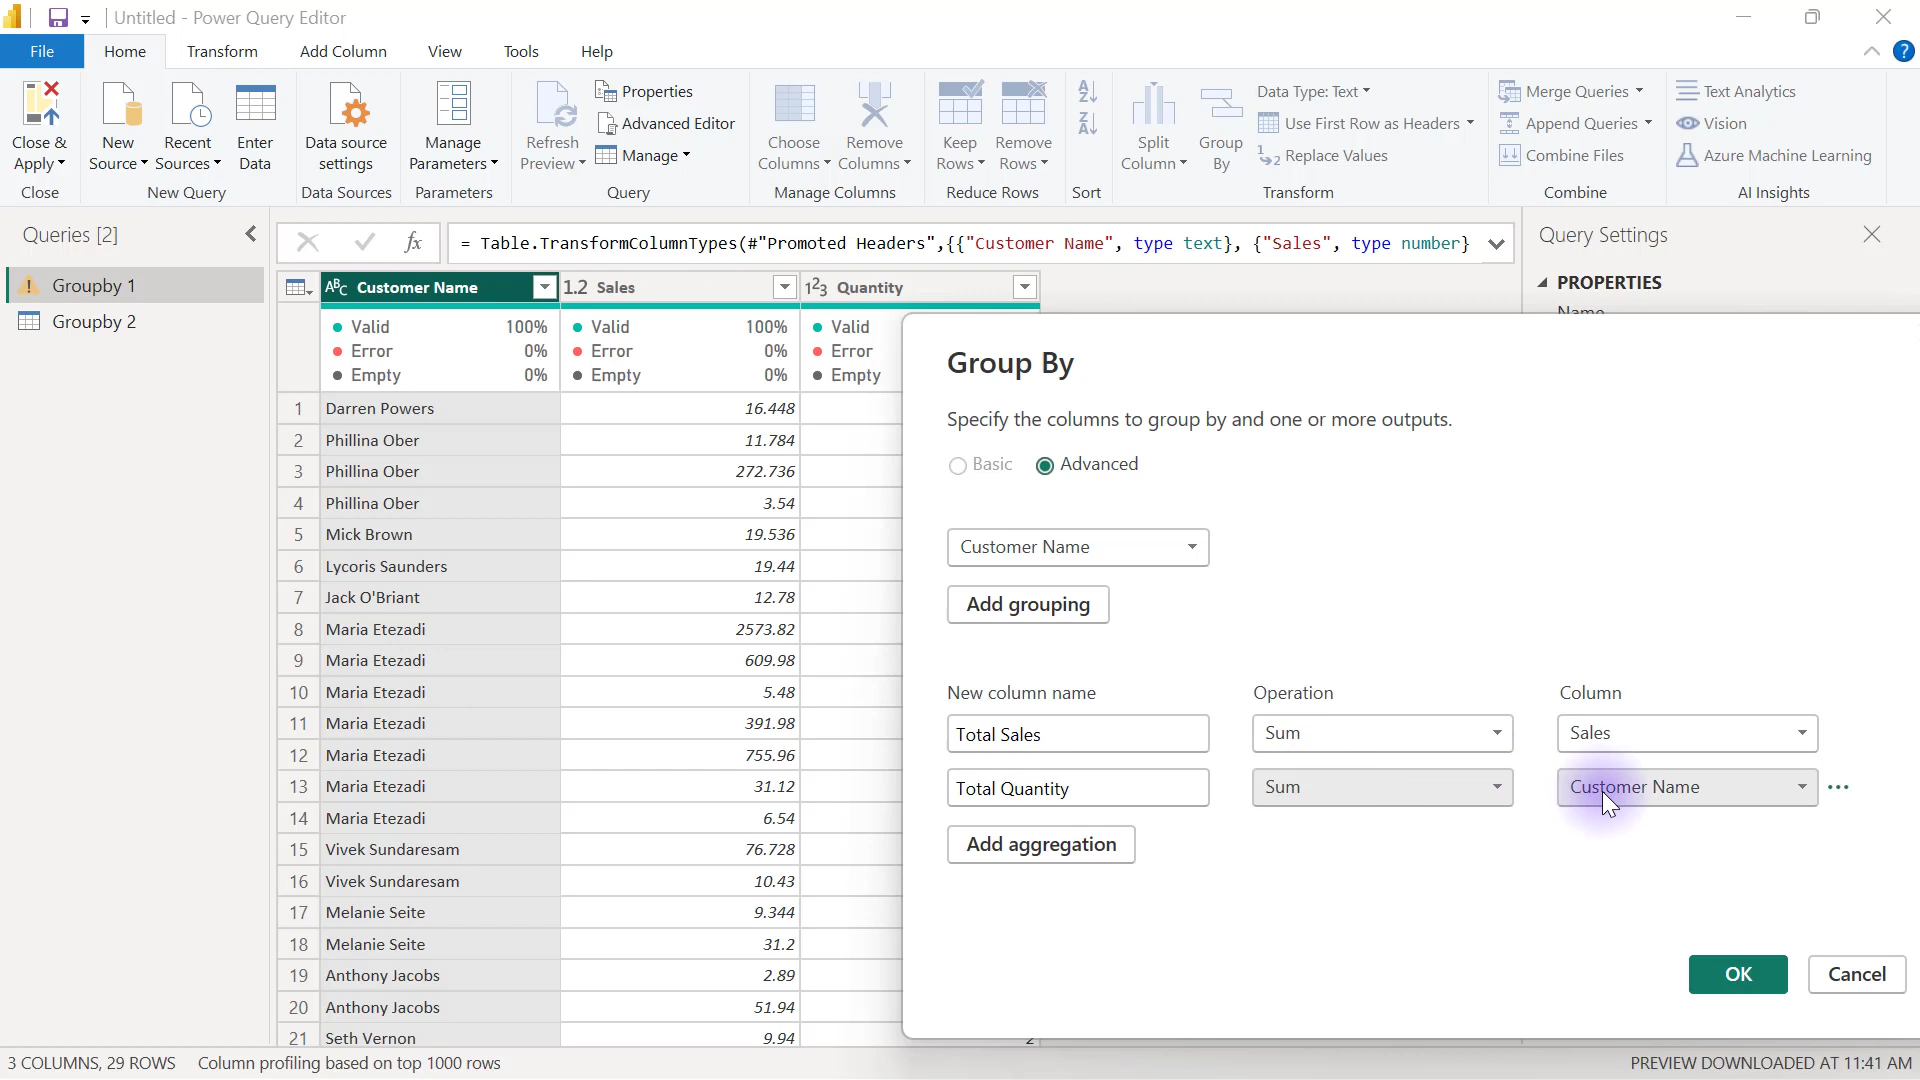 Untitled - Power Query Editor
File Home Transform Add Column View Tools Help
?
Close & Apply
New Source
Recent Sources
Enter Data
Data source settings
Manage Parameters
Refresh Preview
Properties
Advanced Editor
Manage
Choose Columns
Remove Columns
Keep Rows
Remove Rows
Split Column
Group By
Data Type: Text
Use First Row as Headers
Replace Values
Merge Queries
Append Queries
Combine Files
Text Analytics
Vision
Azure Machine Learning
Close New Query Data Sources Parameters Query Manage Columns Reduce Rows Sort Transform Combine AI Insights
Queries [2]
Groupby 1
Groupby 2
fx = Table.TransformColumnTypes(#"Promoted Headers",{{"Customer Name", type text}, {"Sales", type number}
Query Settings
PROPERTIES
Name
ABC Customer Name 1.2 Sales 123 Quantity
Valid 100% Valid 100% Valid
Error 0% Error 0% Error
Empty 0% Empty 0% Empty
1 Darren Powers 16.448
2 Phillina Ober 11.784
3 Phillina Ober 272.736
4 Phillina Ober 3.54
5 Mick Brown 19.536
6 Lycoris Saunders 19.44
7 Jack O'Briant 12.78
8 Maria Etezadi 2573.82
9 Maria Etezadi 609.98
10 Maria Etezadi 5.48
11 Maria Etezadi 391.98
12 Maria Etezadi 755.96
13 Maria Etezadi 31.12
14 Maria Etezadi 6.54
15 Vivek Sundaresam 76.728
16 Vivek Sundaresam 10.43
17 Melanie Seite 9.344
18 Melanie Seite 31.2
19 Anthony Jacobs 2.89
20 Anthony Jacobs 51.94
21 Seth Vernon 9.94 2
Group By
Specify the columns to group by and one or more outputs.
Basic Advanced
Customer Name
Add grouping
New column name Operation Column
Total Sales Sum Sales
Total Quantity Sum Customer Name ...
Add aggregation
OK Cancel
3 COLUMNS, 29 ROWS Column profiling based on top 1000 rows PREVIEW DOWNLOADED AT 11:41 AM